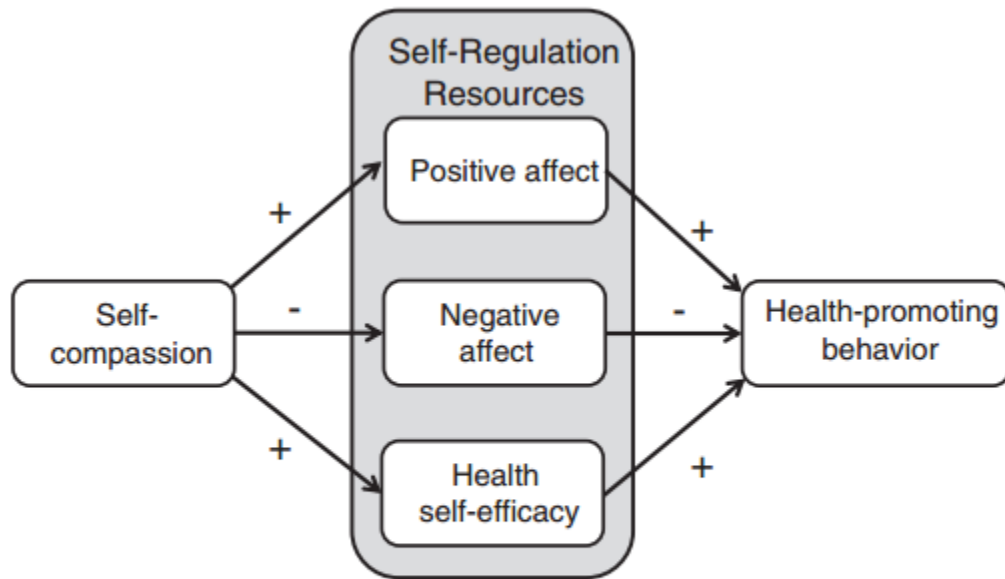 Self-Regulation
Resources
Positive affect
+
+
Self-
compassion
-
Negative
affect
-
Health-promoting
behavior
+
Health
self-efficacy
+